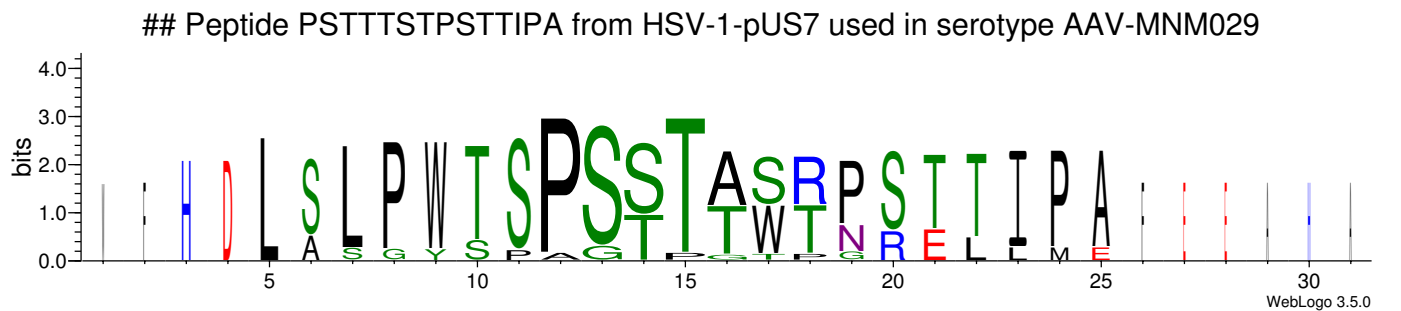 ## Peptide PSTTTSTPSTTIPA from HSV-1-pUS7 used in serotype AAV-MNM029
4.0
3.0
bits
2.0
1.0
0.0
H D L S A L S P G W Y T S S P P A S G S T T P A T G S W T R T P P N G S R T E T L I L P M A E
5 10 15 20 25 30
WebLogo 3.5.0